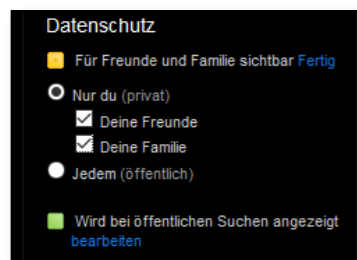 Datenschutz
Für Freunde und Familie sichtbar Fertig
Nur du (privat)
Deine Freunde
Deine Familie
Jedem (öffentlich)
Wird bei öffentlichen Suchen angezeigt
bearbeiten